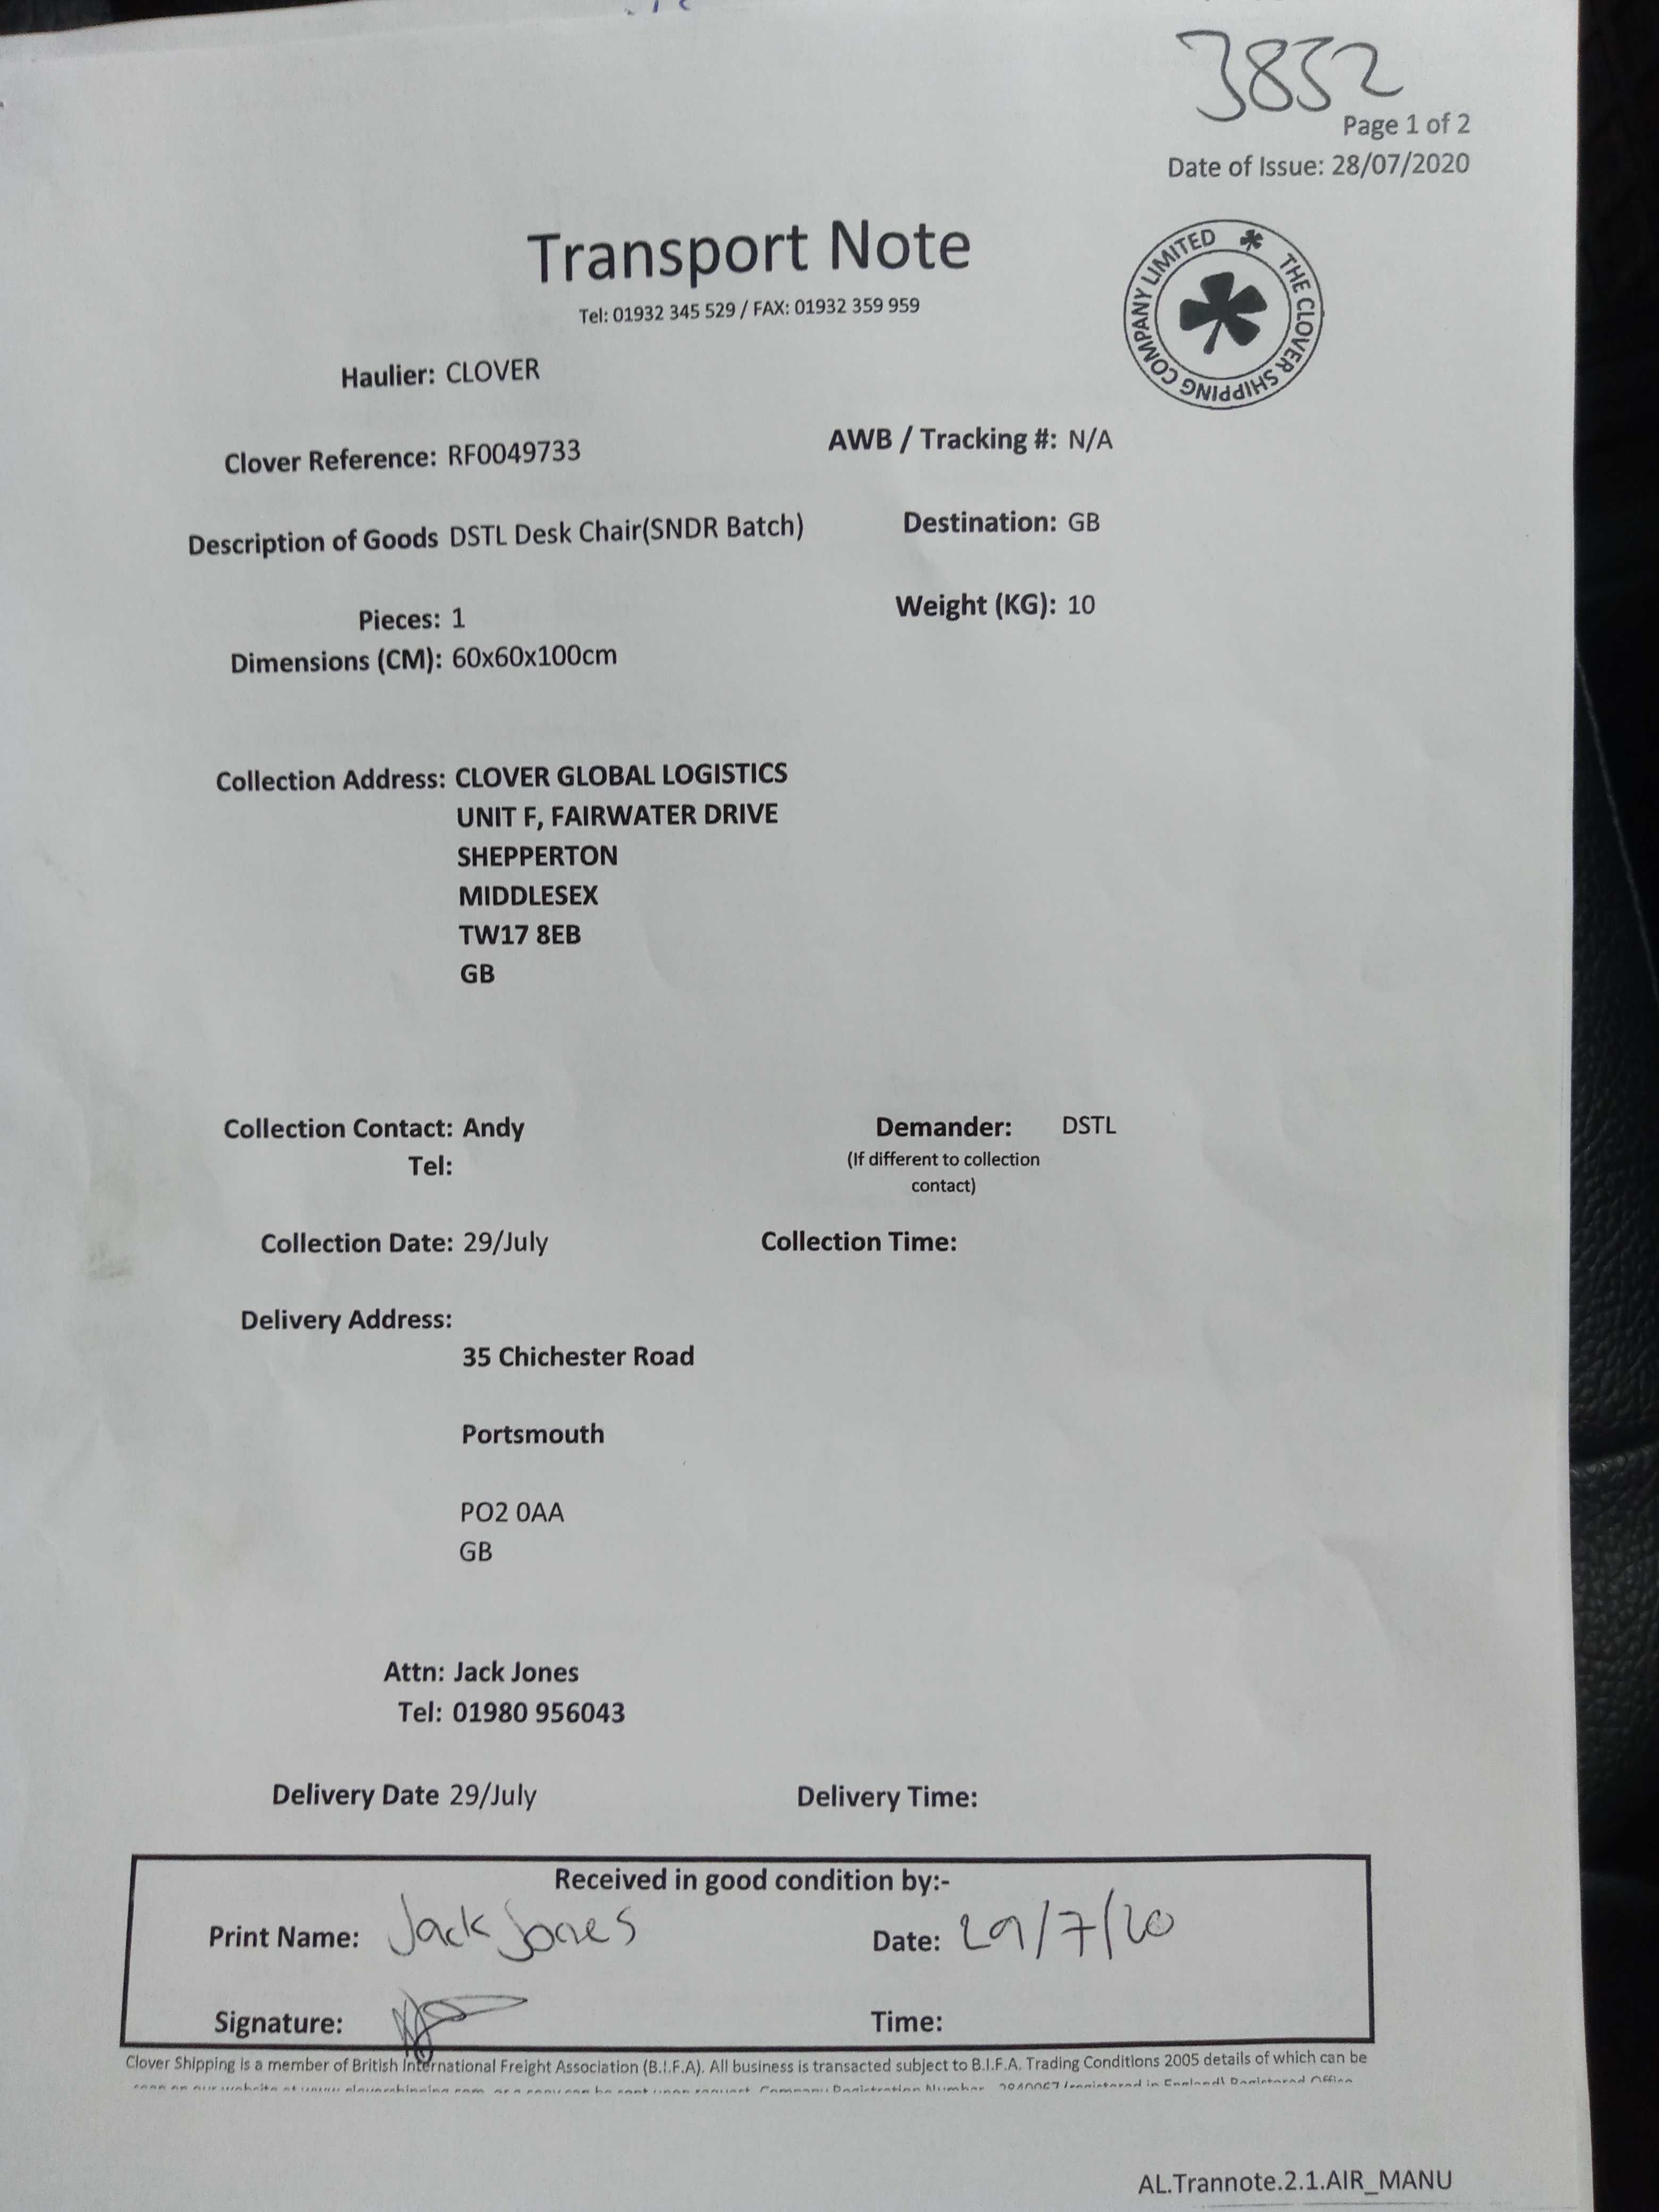 3852
Page 1 of 2
Date of Issue: 28/07/2020
Transport Note
Tel: 01932 345 529 / FAX: 01932 359 959
THE CLOVER SHIPPING COMPANY LIMITED
Haulier: CLOVER
Clover Reference: RF0049733 AWB / Tracking #: N/A
Description of Goods DSTL Desk Chair(SNDR Batch) Destination: GB
Pieces: 1 Weight (KG): 10
Dimensions (CM): 60x60x100cm
Collection Address: CLOVER GLOBAL LOGISTICS
UNIT F, FAIRWATER DRIVE
SHEPPERTON
MIDDLESEX
TW17 8EB
GB
Collection Contact: Andy Demander: DSTL
Tel: (If different to collection
contact)
Collection Date: 29/July Collection Time:
Delivery Address:
35 Chichester Road
Portsmouth
PO2 0AA
GB
Attn: Jack Jones
Tel: 01980 956043
Delivery Date 29/July Delivery Time:
Received in good condition by:-
Print Name: Jack Jones Date: 29/7/20
Signature: Time:
Clover Shipping is a member of British International Freight Association (B.I.F.A). All business is transacted subject to B.I.F.A. Trading Conditions 2005 details of which can be
AL.Trannote.2.1.AIR_MANU